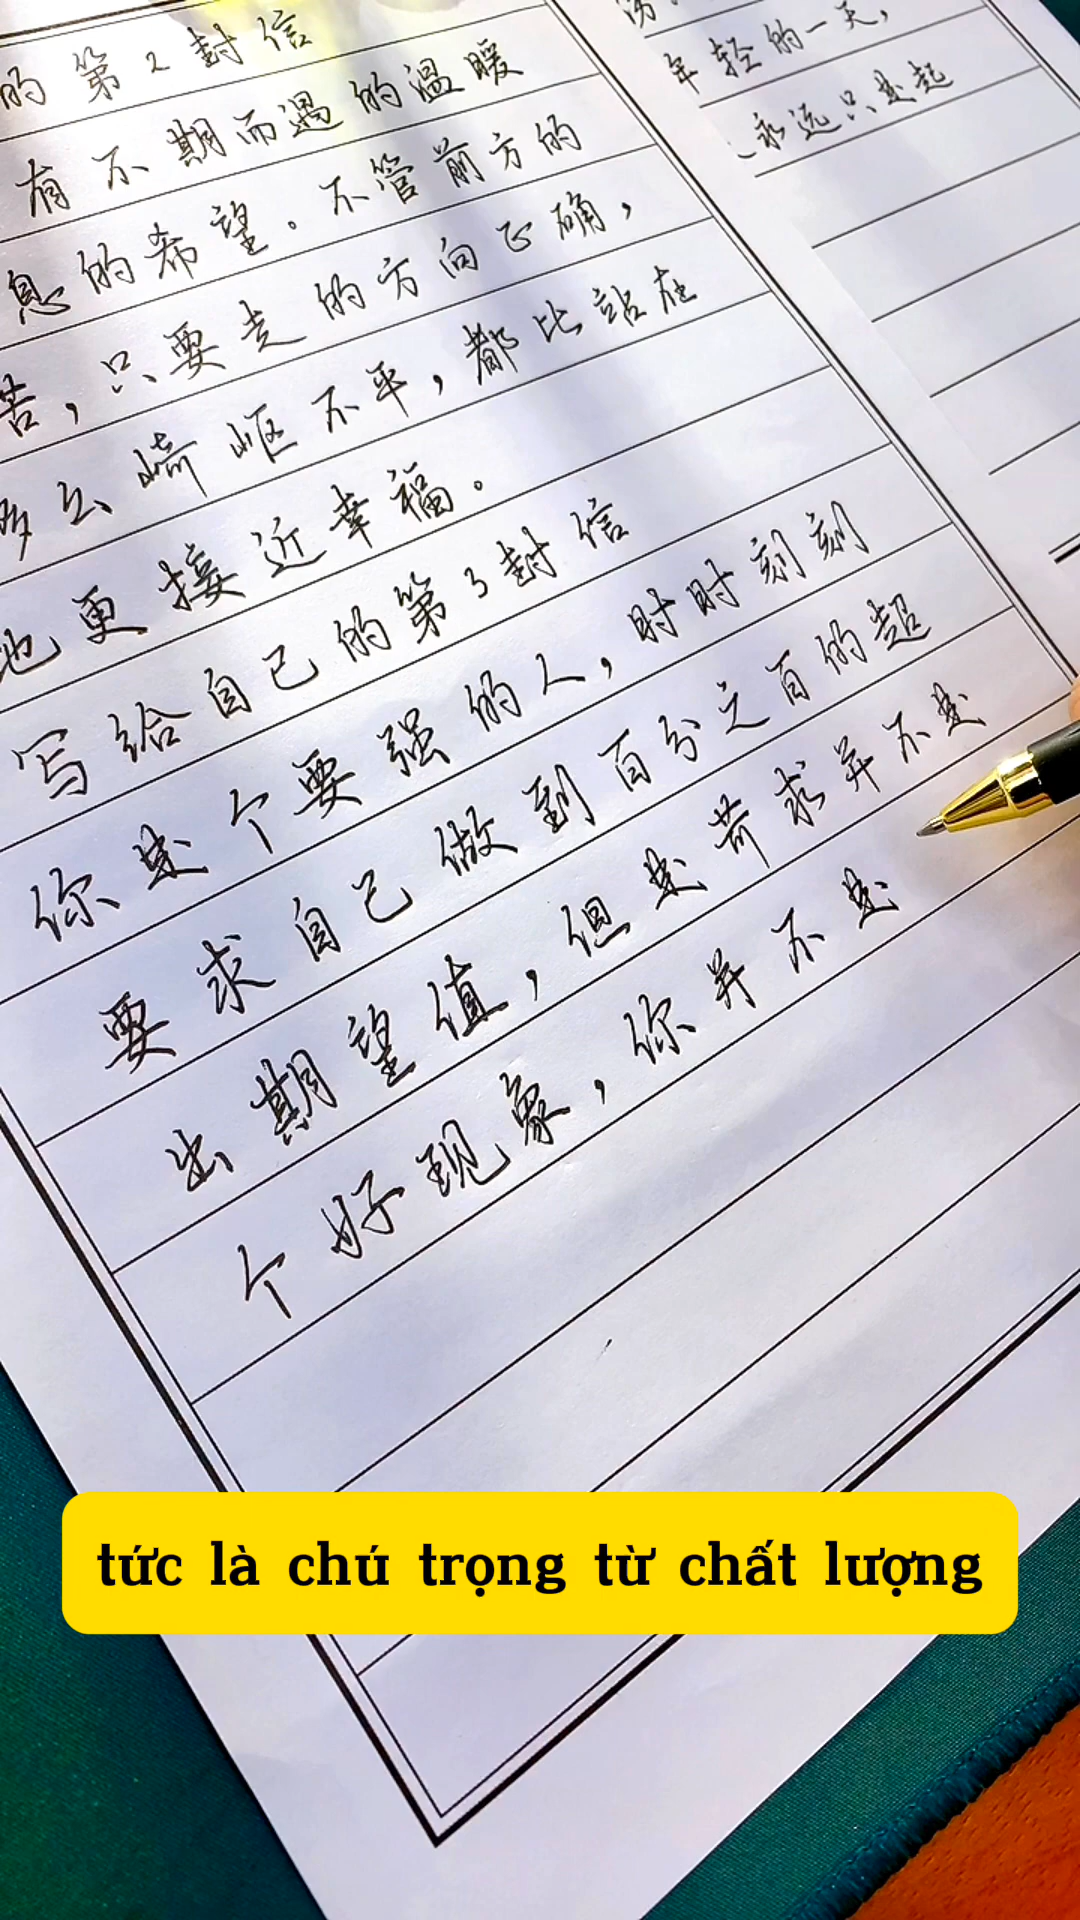 的第2封信
有不期而遇的温暖
息的希望。不管前方的
苦,只要走的方向正确,
多么崎岖不平,都比站在
地更接近幸福。
写给自己的第3封信
你是个要强的人,时时刻刻
要求自己做到百分之百的超
出期望值,但是苛求并不是
个好现象,你并不是
年轻的一天,
永远只是起
tức là chú trọng từ chất lượng